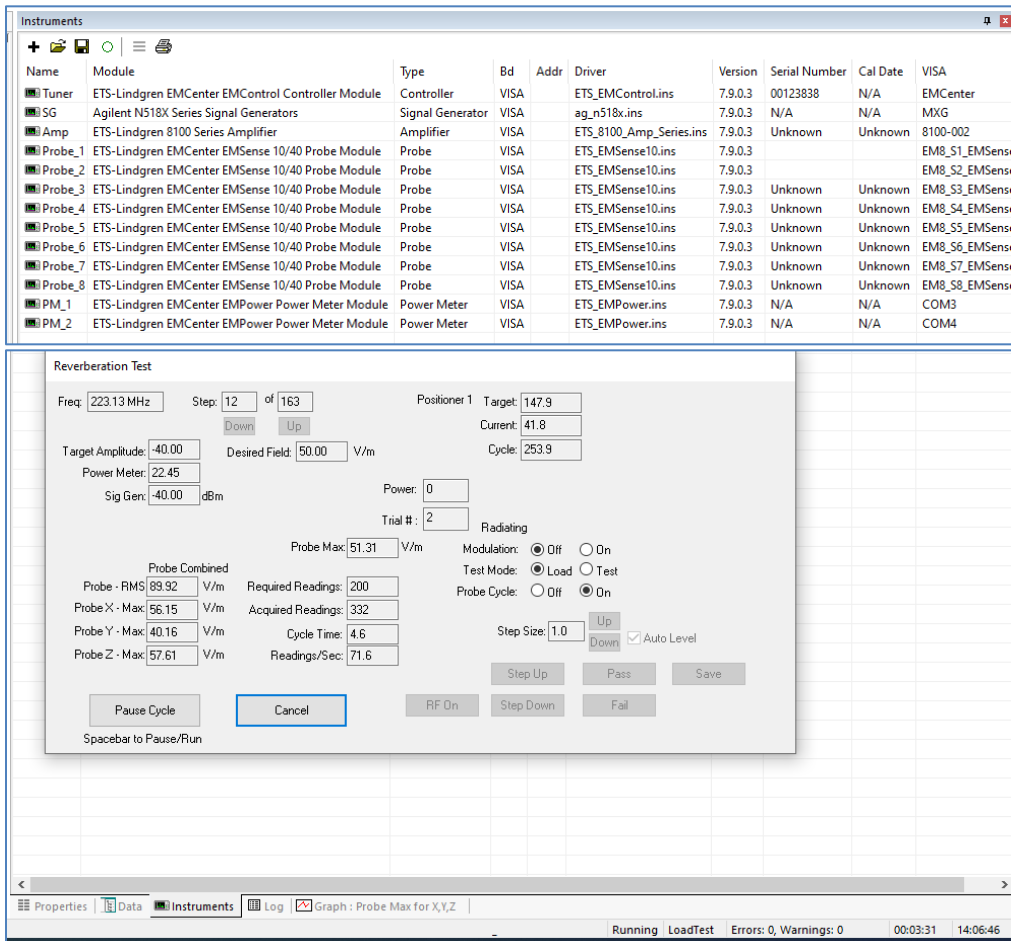 Instruments
Name Module Type Bd Addr Driver Version Serial Number Cal Date VISA
Tuner ETS-Lindgren EMCenter EMControl Controller Module Controller VISA ETS_EMControl.ins 7.9.0.3 00123838 N/A EMCenter
SG Agilent N518X Series Signal Generators Signal Generator VISA ag_n518x.ins 7.9.0.3 N/A N/A MXG
Amp ETS-Lindgren 8100 Series Amplifier Amplifier VISA ETS_8100_Amp_Series.ins 7.9.0.3 Unknown Unknown 8100-002
Probe_1 ETS-Lindgren EMCenter EMSense 10/40 Probe Module Probe VISA ETS_EMSense10.ins 7.9.0.3 EM8_S1_EMSense
Probe_2 ETS-Lindgren EMCenter EMSense 10/40 Probe Module Probe VISA ETS_EMSense10.ins 7.9.0.3 EM8_S2_EMSense
Probe_3 ETS-Lindgren EMCenter EMSense 10/40 Probe Module Probe VISA ETS_EMSense10.ins 7.9.0.3 Unknown Unknown EM8_S3_EMSense
Probe_4 ETS-Lindgren EMCenter EMSense 10/40 Probe Module Probe VISA ETS_EMSense10.ins 7.9.0.3 Unknown Unknown EM8_S4_EMSense
Probe_5 ETS-Lindgren EMCenter EMSense 10/40 Probe Module Probe VISA ETS_EMSense10.ins 7.9.0.3 Unknown Unknown EM8_S5_EMSense
Probe_6 ETS-Lindgren EMCenter EMSense 10/40 Probe Module Probe VISA ETS_EMSense10.ins 7.9.0.3 Unknown Unknown EM8_S6_EMSense
Probe_7 ETS-Lindgren EMCenter EMSense 10/40 Probe Module Probe VISA ETS_EMSense10.ins 7.9.0.3 Unknown Unknown EM8_S7_EMSense
Probe_8 ETS-Lindgren EMCenter EMSense 10/40 Probe Module Probe VISA ETS_EMSense10.ins 7.9.0.3 Unknown Unknown EM8_S8_EMSense
PM_1 ETS-Lindgren EMCenter EMPower Power Meter Module Power Meter VISA ETS_EMPower.ins 7.9.0.3 N/A N/A COM3
PM_2 ETS-Lindgren EMCenter EMPower Power Meter Module Power Meter VISA ETS_EMPower.ins 7.9.0.3 N/A N/A COM4
Reverberation Test
Freq: 223.13 MHz Step: 12 of 163 Positioner 1 Target: 147.9
Down Up Current: 41.8
Target Amplitude: -40.00 Desired Field: 50.00 V/m Cycle: 253.9
Power Meter: 22.45
Sig Gen: -40.00 dBm Power: 0
Trial # : 2 Radiating
Probe Max: 51.31 V/m Modulation: Off On
Probe Combined Test Mode: Load Test
Probe - RMS 89.92 V/m Required Readings: 200 Probe Cycle: Off On
Probe X - Max: 56.15 V/m Acquired Readings: 332
Probe Y - Max: 40.16 V/m Cycle Time: 4.6 Step Size: 1.0 Up Down Auto Level
Probe Z - Max: 57.61 V/m Readings/Sec: 71.6
Step Up Pass Save
Pause Cycle Cancel RF On Step Down Fail
Spacebar to Pause/Run
Properties Data Instruments Log Graph : Probe Max for X,Y,Z
Running LoadTest Errors: 0, Warnings: 0 00:03:31 14:06:46